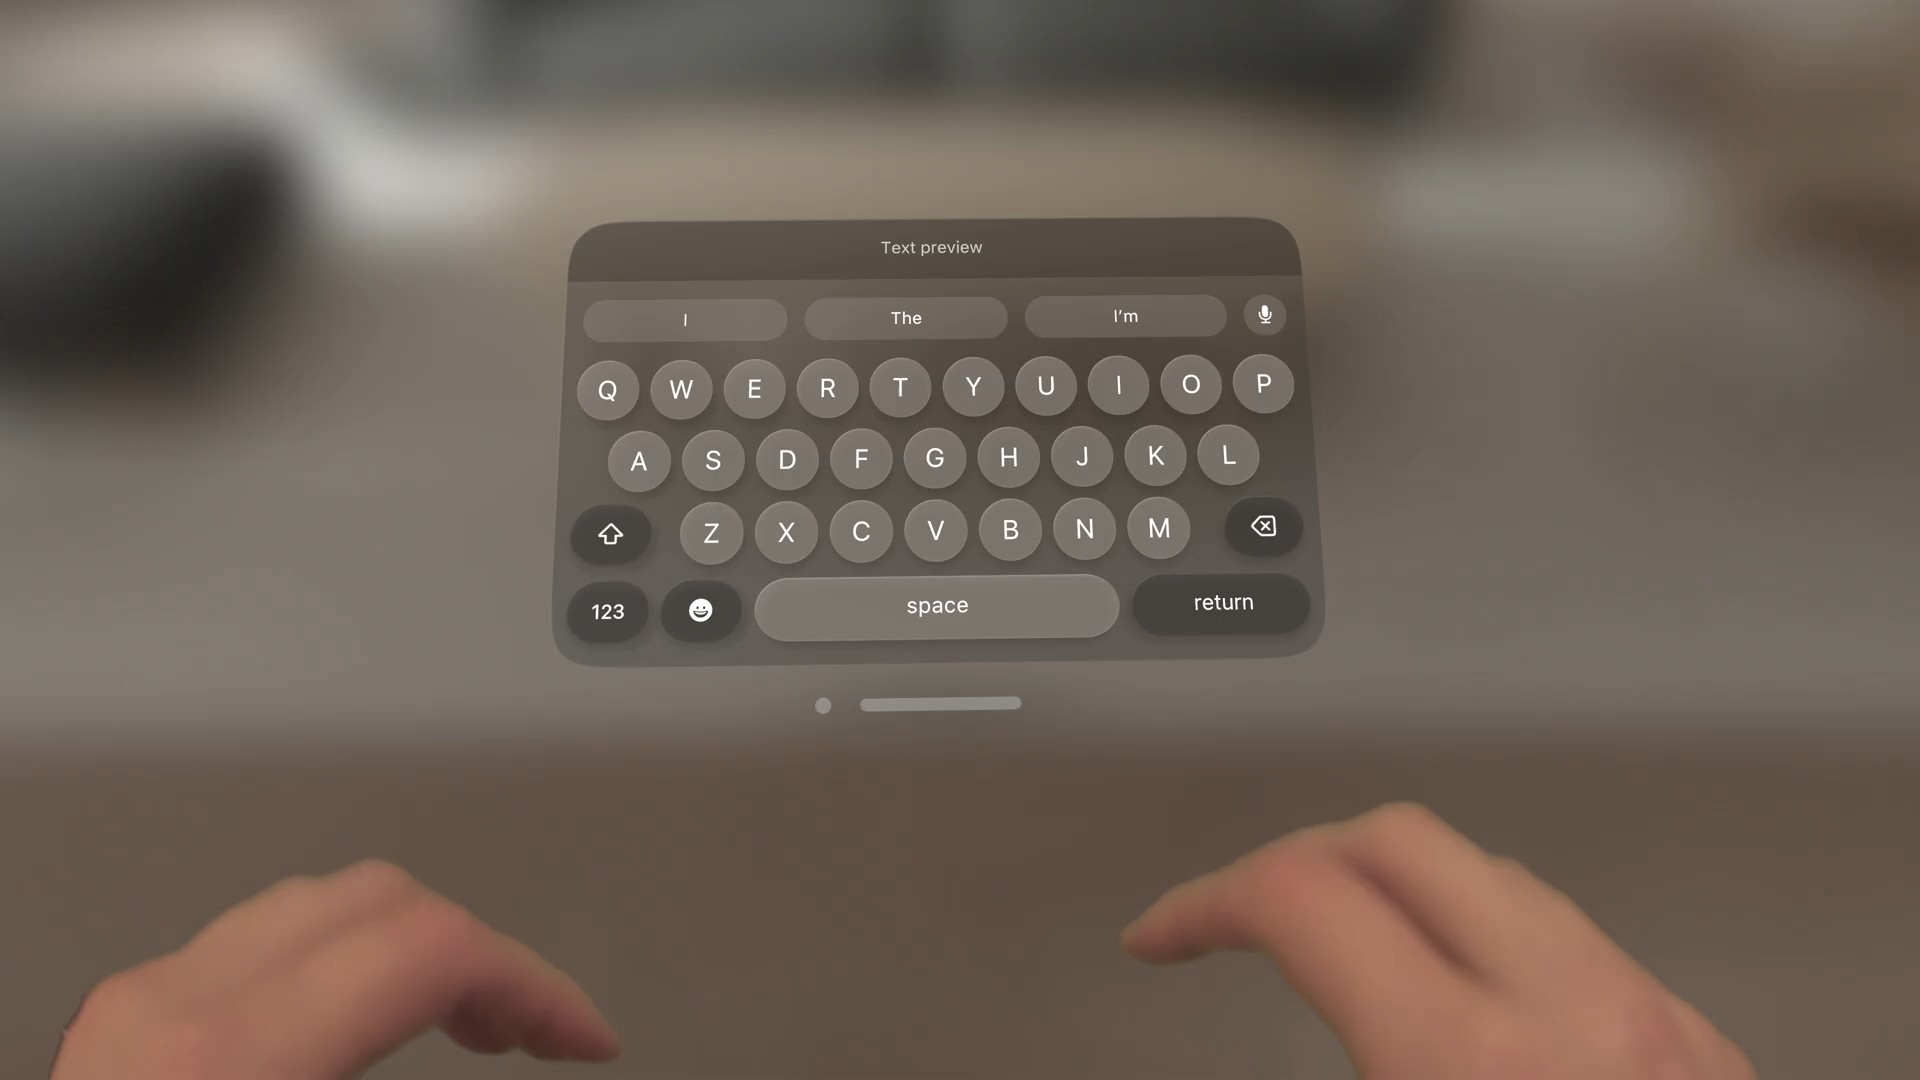 Text preview
I The I'm
Q W E R T Y U I O P
A S D F G H J K L
Z X C V B N M
123 space return